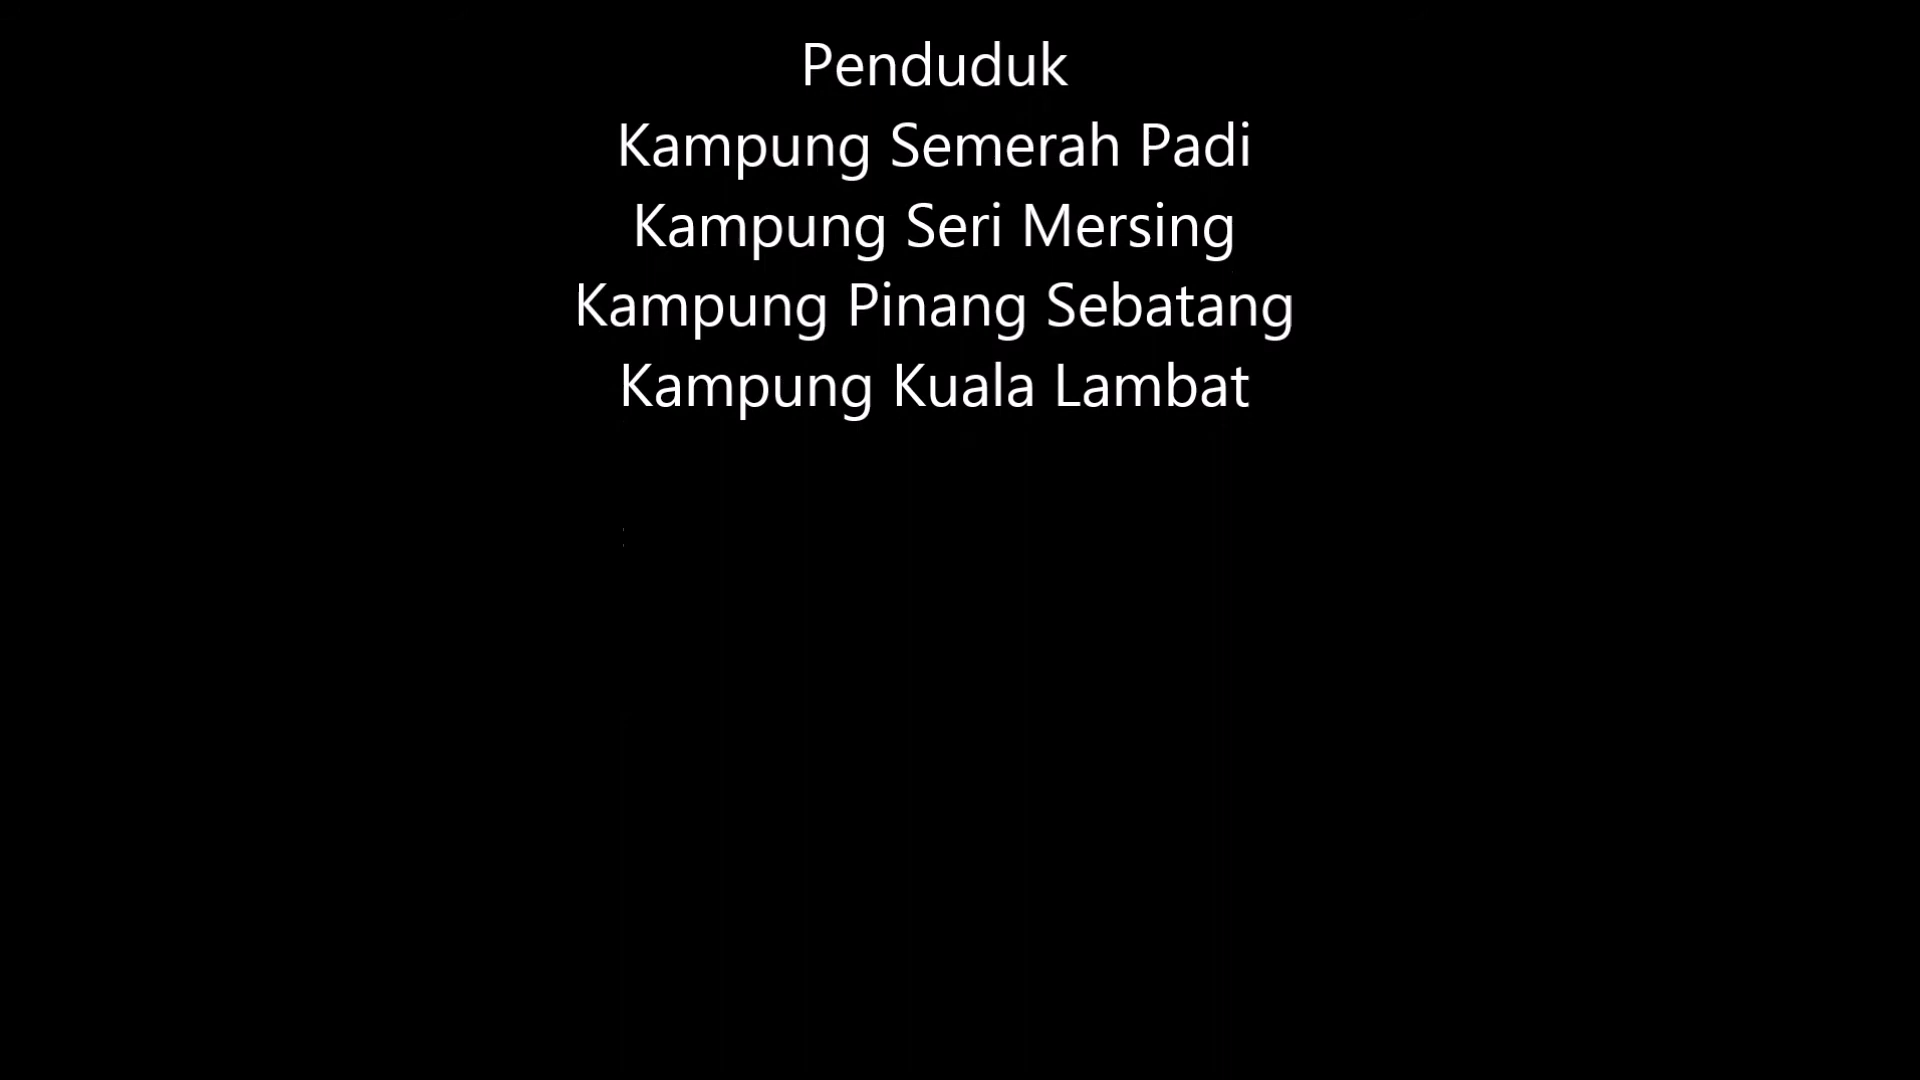 Penduduk
Kampung Semerah Padi
Kampung Seri Mersing
Kampung Pinang Sebatang
Kampung Kuala Lambat